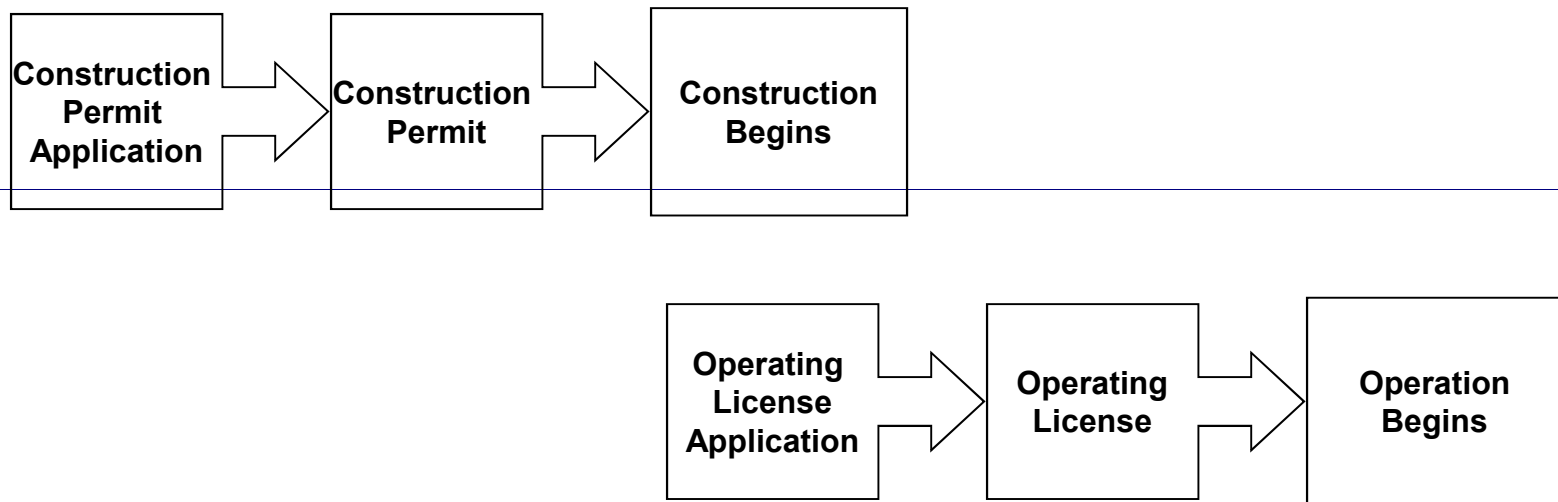 Construction
Permit
Application
Construction
Permit
Construction
Begins
Operating
License
Application
Operating
License
Operation
Begins